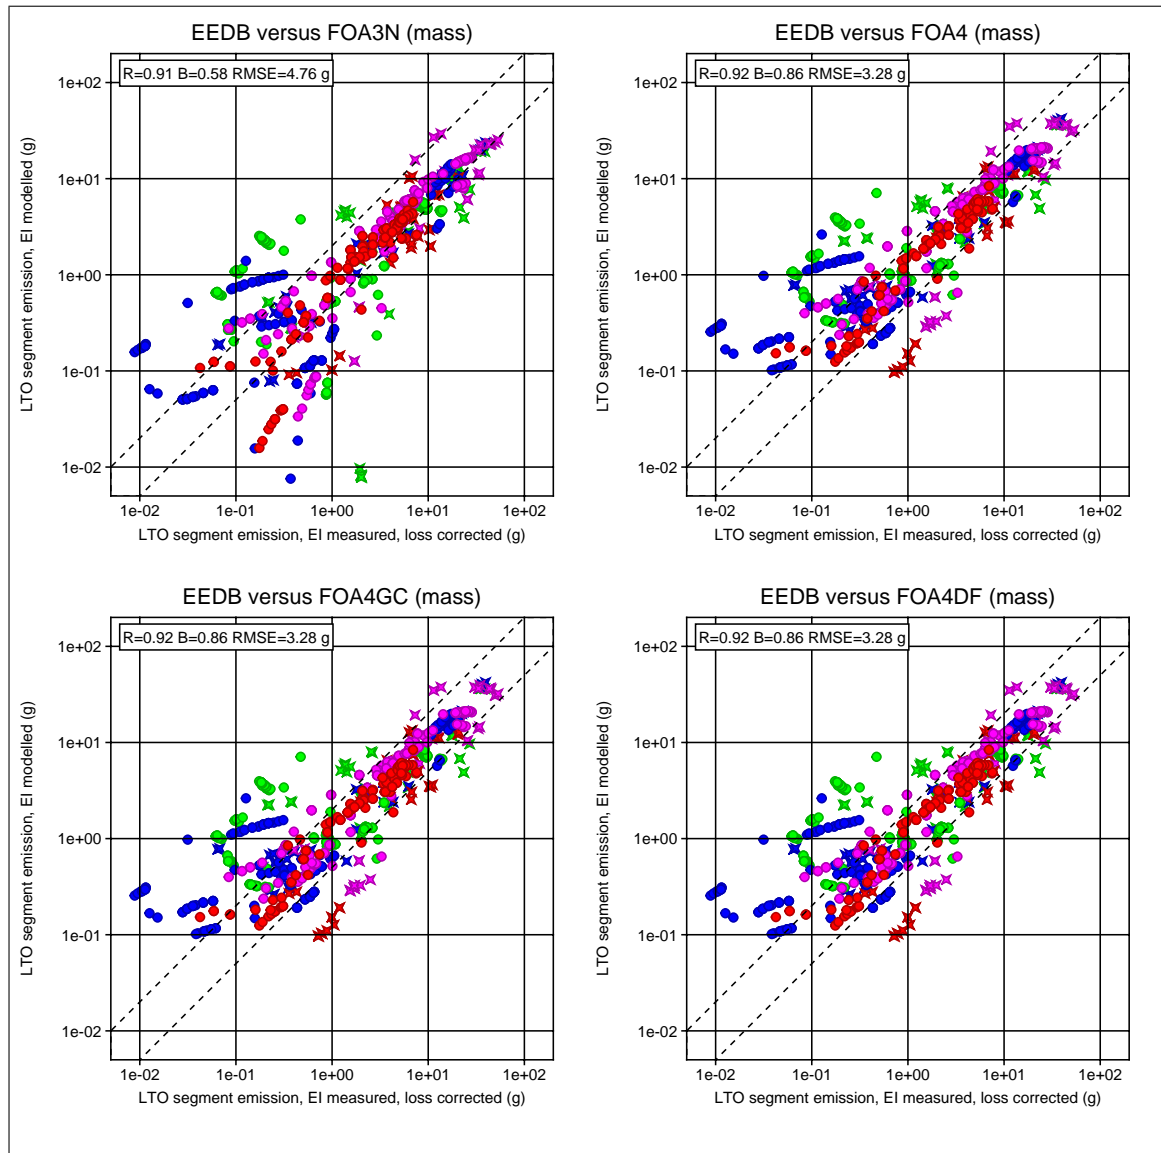 EEDB versus FOA3N (mass)
R=0.91 B=0.58 RMSE=4.76 g
LTO segment emission, EI modelled (g)
1e+02
1e+01
1e+00
1e-01
1e-02
1e-02 1e-01 1e+00 1e+01 1e+02
LTO segment emission, EI measured, loss corrected (g)
EEDB versus FOA4 (mass)
R=0.92 B=0.86 RMSE=3.28 g
LTO segment emission, EI modelled (g)
1e+02
1e+01
1e+00
1e-01
1e-02
1e-02 1e-01 1e+00 1e+01 1e+02
LTO segment emission, EI measured, loss corrected (g)
EEDB versus FOA4GC (mass)
R=0.92 B=0.86 RMSE=3.28 g
LTO segment emission, EI modelled (g)
1e+02
1e+01
1e+00
1e-01
1e-02
1e-02 1e-01 1e+00 1e+01 1e+02
LTO segment emission, EI measured, loss corrected (g)
EEDB versus FOA4DF (mass)
R=0.92 B=0.86 RMSE=3.28 g
LTO segment emission, EI modelled (g)
1e+02
1e+01
1e+00
1e-01
1e-02
1e-02 1e-01 1e+00 1e+01 1e+02
LTO segment emission, EI measured, loss corrected (g)